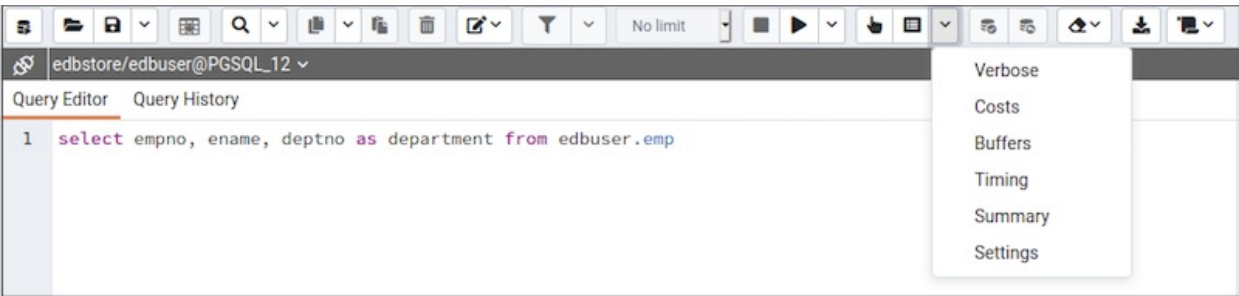 No limit
edbstore/edbuser@PGSQL_12
Query Editor Query History
1 select empno, ename, deptno as department from edbuser.emp
Verbose
Costs
Buffers
Timing
Summary
Settings